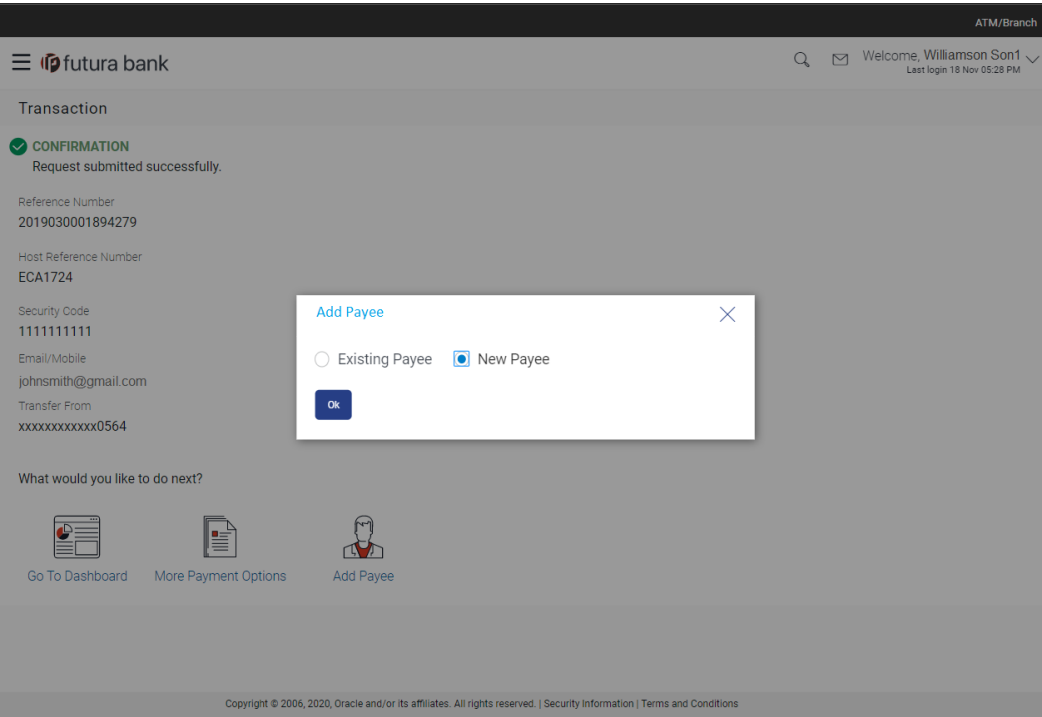 ATM/Branch
futura bank
Welcome, Williamson Son1
Last login 18 Nov 05:28 PM
Transaction
CONFIRMATION
Request submitted successfully.
Reference Number
2019030001894279
Host Reference Number
ECA1724
Security Code
1111111111
Email/Mobile
johnsmith@gmail.com
Transfer From
xxxxxxxxxxxx0564
Add Payee
Existing Payee New Payee
Ok
What would you like to do next?
Go To Dashboard More Payment Options Add Payee
Copyright © 2006, 2020, Oracle and/or its affiliates. All rights reserved. | Security Information | Terms and Conditions